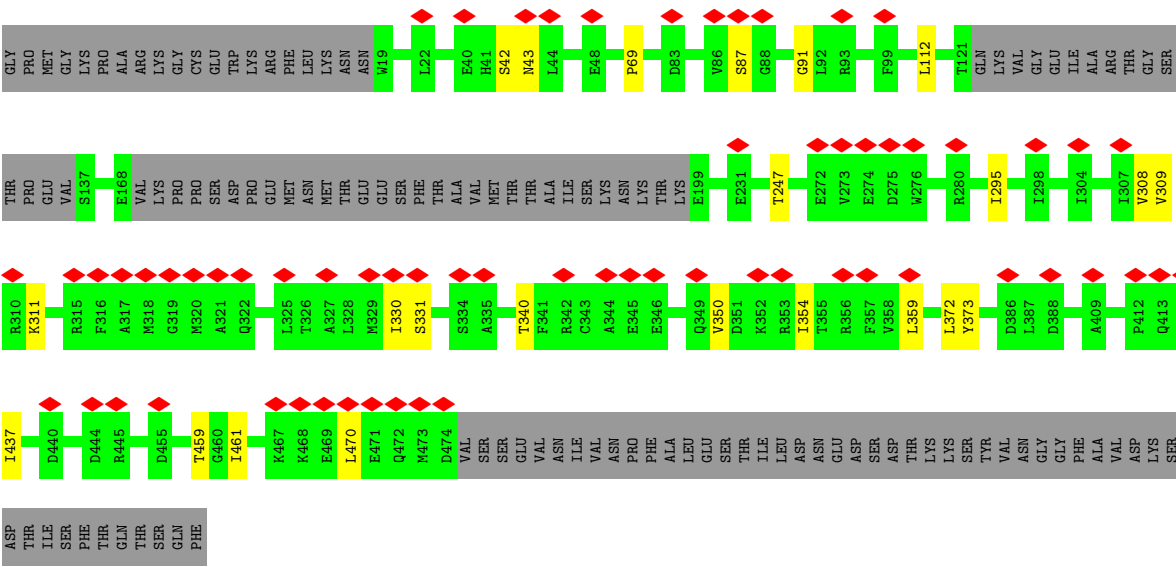 GLY PRO MET GLY LYS PRO PRO ALA ARG LYS GLY CYS GLU TRP LYS ARG PHE LEU LYS ASN ASN W19 L22 E40 H41 S42 N43 L44 E48 P69 D83 V86 S87 G88 G91 L92 R93 F99 L112 T121 GLN LYS VAL GLY GLU ILE ALA ARG THR GLY SER
THR PRO GLU VAL S137 E168 VAL LYS PRO PRO SER ASP PRO GLU MET ASN MET THR GLU GLU SER PHE THR ALA VAL MET THR THR ALA ILE SER LYS ASN LYS THR LYS E199 E231 T247 E272 V273 E274 D275 W276 R280 I295 I298 I304 I307 V308 V309
R310 K311 R315 F316 A317 M318 G319 M320 A321 Q322 L325 T326 A327 L328 M329 I330 S331 S334 A335 T340 F341 R342 C343 A344 E345 E346 Q349 V350 D351 K352 R353 I354 T355 R356 F357 V358 L359 L372 Y373 D386 L387 D388 A409 P412 Q413
I437 D440 D444 R445 D455 T459 G460 I461 K467 K468 E469 L470 E471 Q472 M473 D474 VAL SER SER GLU VAL ASN ILE VAL ASN PRO PHE ALA LEU GLU SER THR ILE LEU ASP ASN GLU ASP SER ASP THR LYS LYS SER TYR VAL ASN GLY GLY PHE ALA VAL ASP LYS SER
ASP THR ILE SER PHE THR GLN THR SER GLN PHE